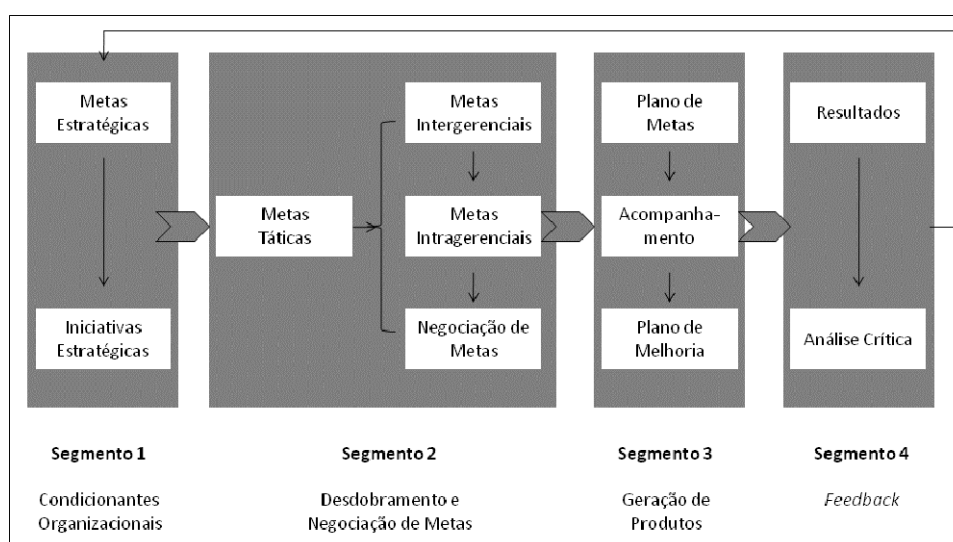 Metas
Estratégicas
Iniciativas
Estratégicas
Metas
Táticas
Metas
Intergerenciais
Metas
Intragerenciais
Negociação de
Metas
Plano de
Metas
Acompanha-
mento
Plano de
Melhoria
Resultados
Análise Crítica
Segmento 1
Condicionantes
Organizacionais
Segmento 2
Desdobramento e
Negociação de Metas
Segmento 3
Geração de
Produtos
Segmento 4
Feedback